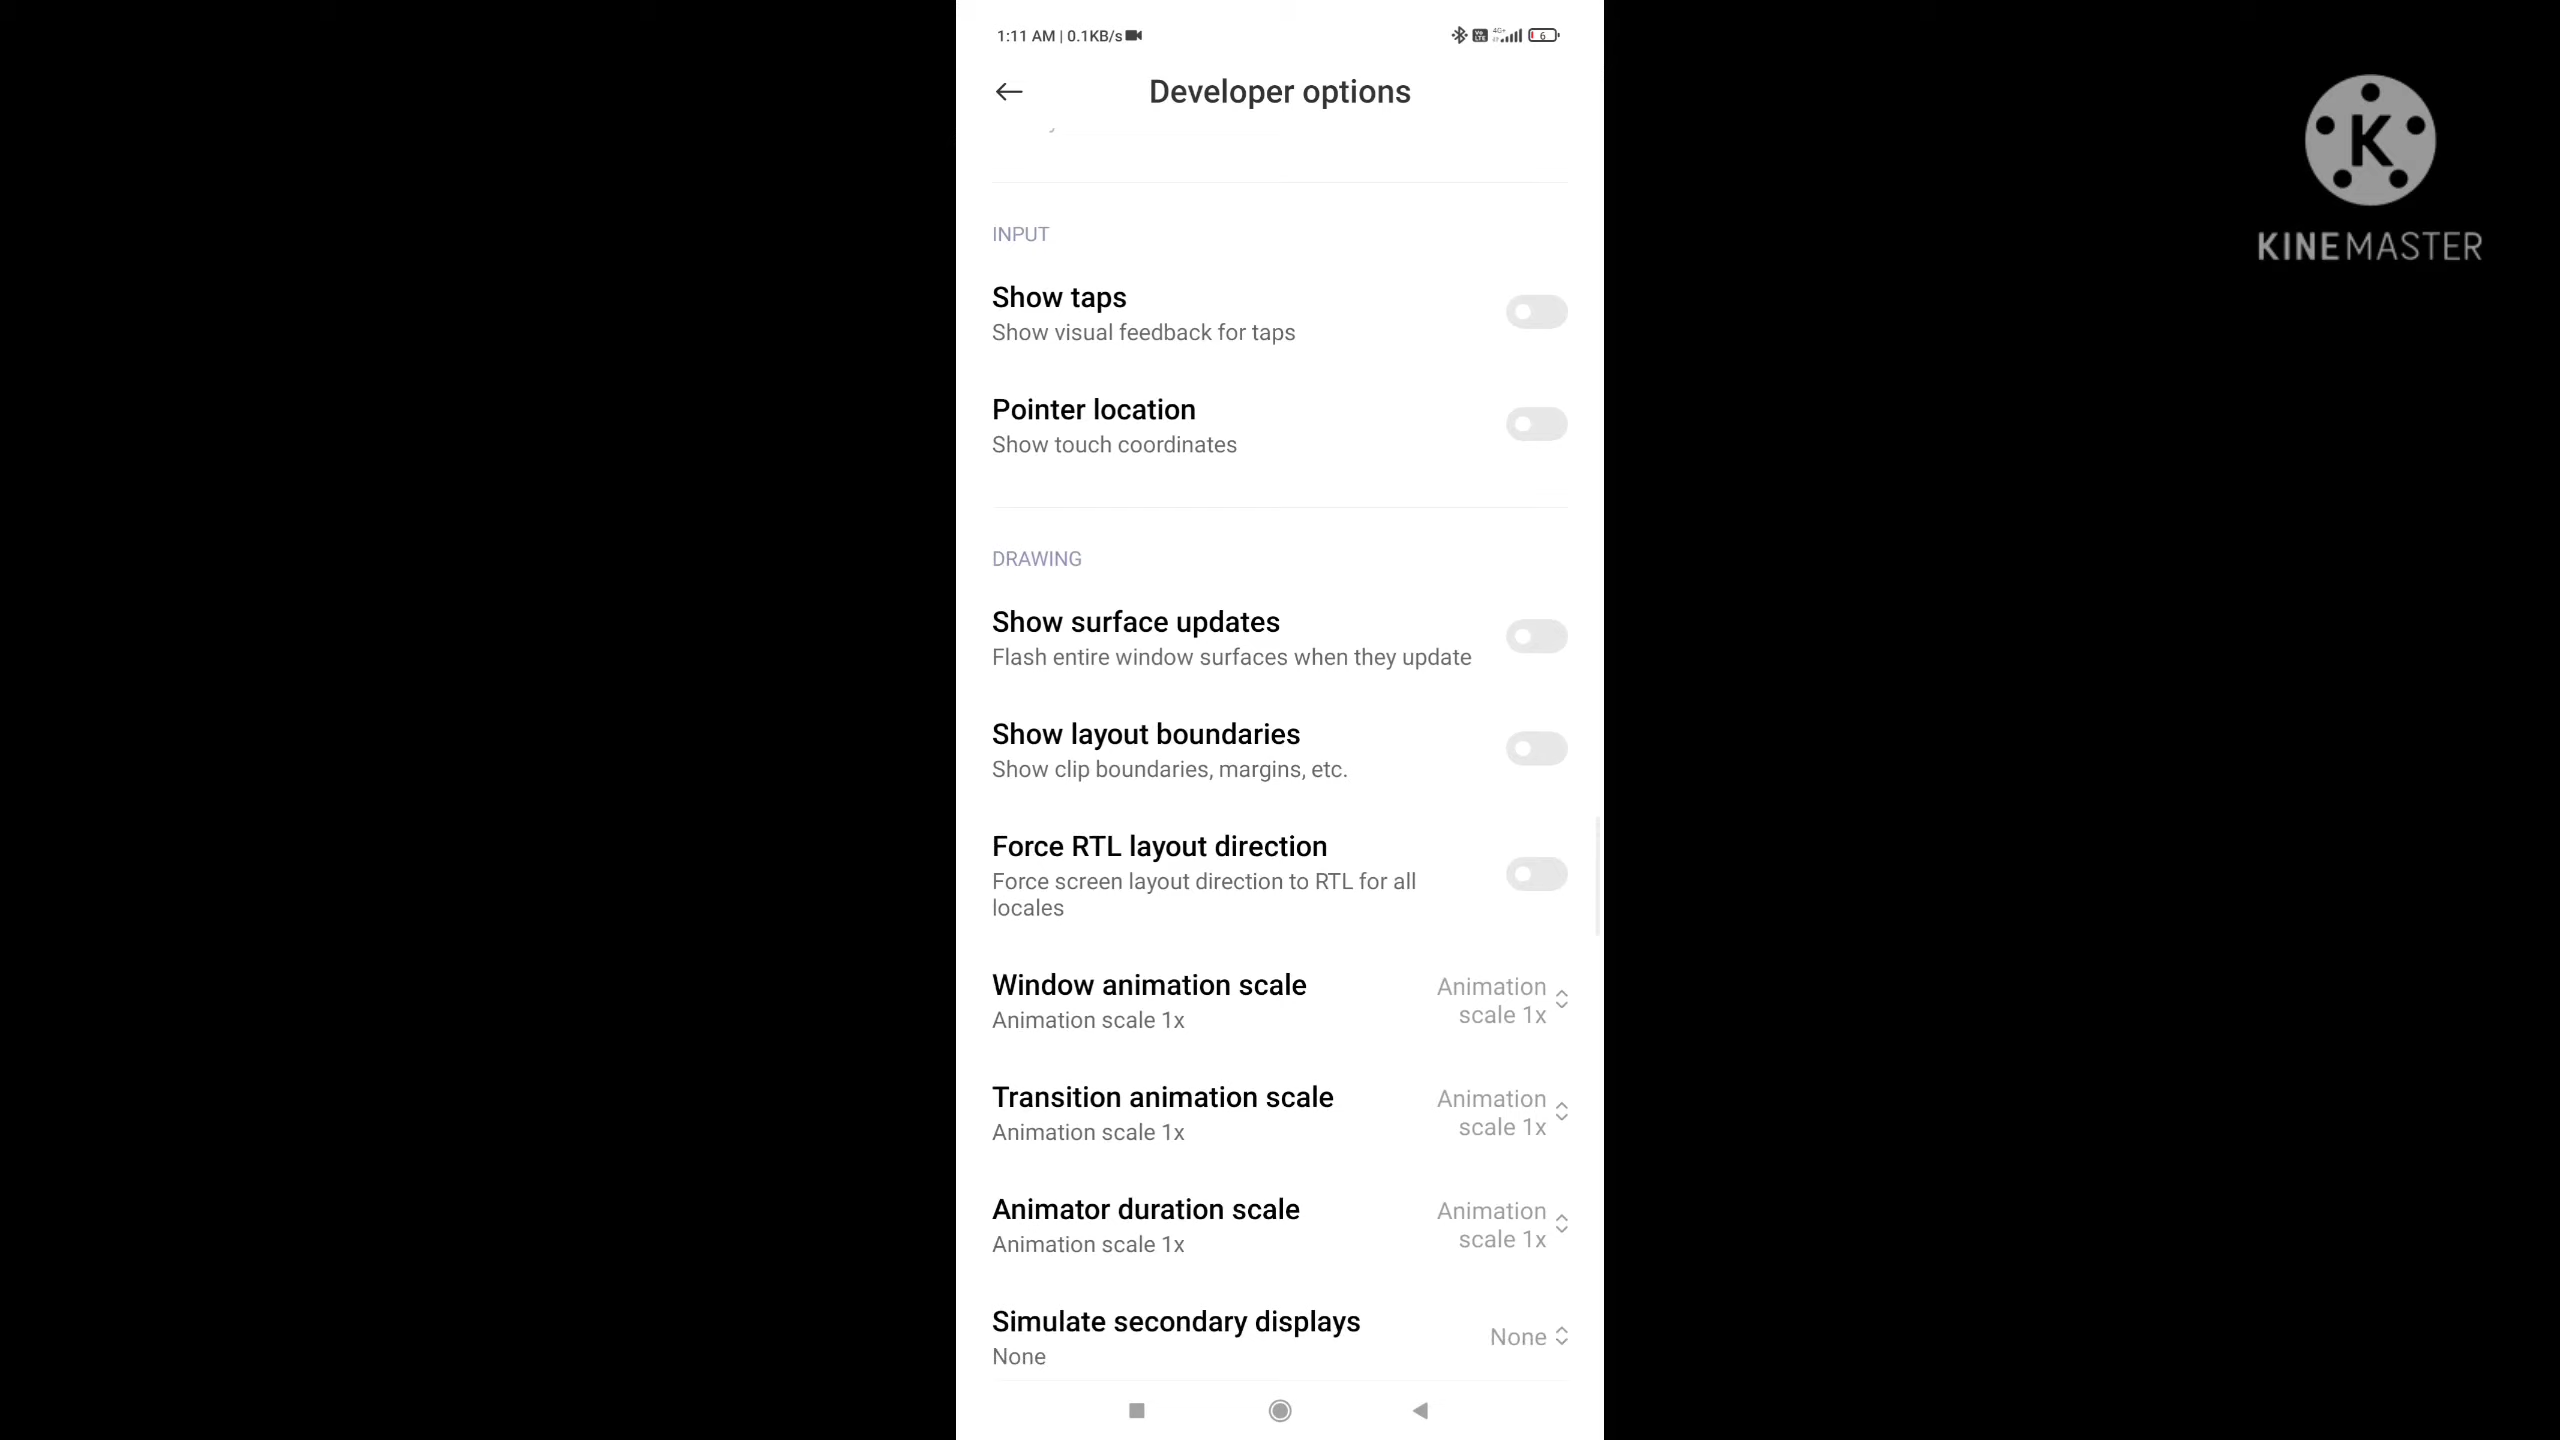 1:11 AM | 0.1KB/s
6
Developer options
K
KINEMASTER
INPUT
Show taps
Show visual feedback for taps
Pointer location
Show touch coordinates
DRAWING
Show surface updates
Flash entire window surfaces when they update
Show layout boundaries
Show clip boundaries, margins, etc.
Force RTL layout direction
Force screen layout direction to RTL for all
locales
Window animation scale
Animation scale 1x
Animation
scale 1x
Transition animation scale
Animation scale 1x
Animation
scale 1x
Animator duration scale
Animation scale 1x
Animation
scale 1x
Simulate secondary displays
None
None